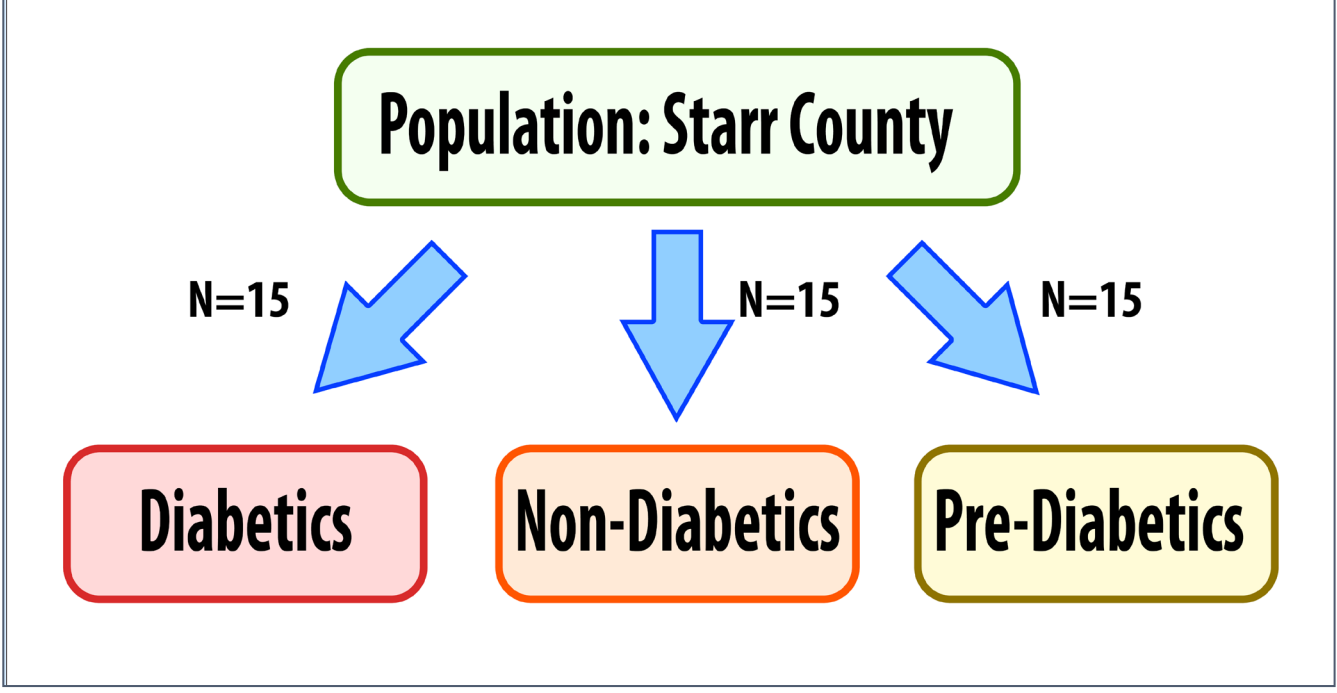 Population: Starr County
N=15
N=15
N=15
Diabetics
Non-Diabetics
Pre-Diabetics